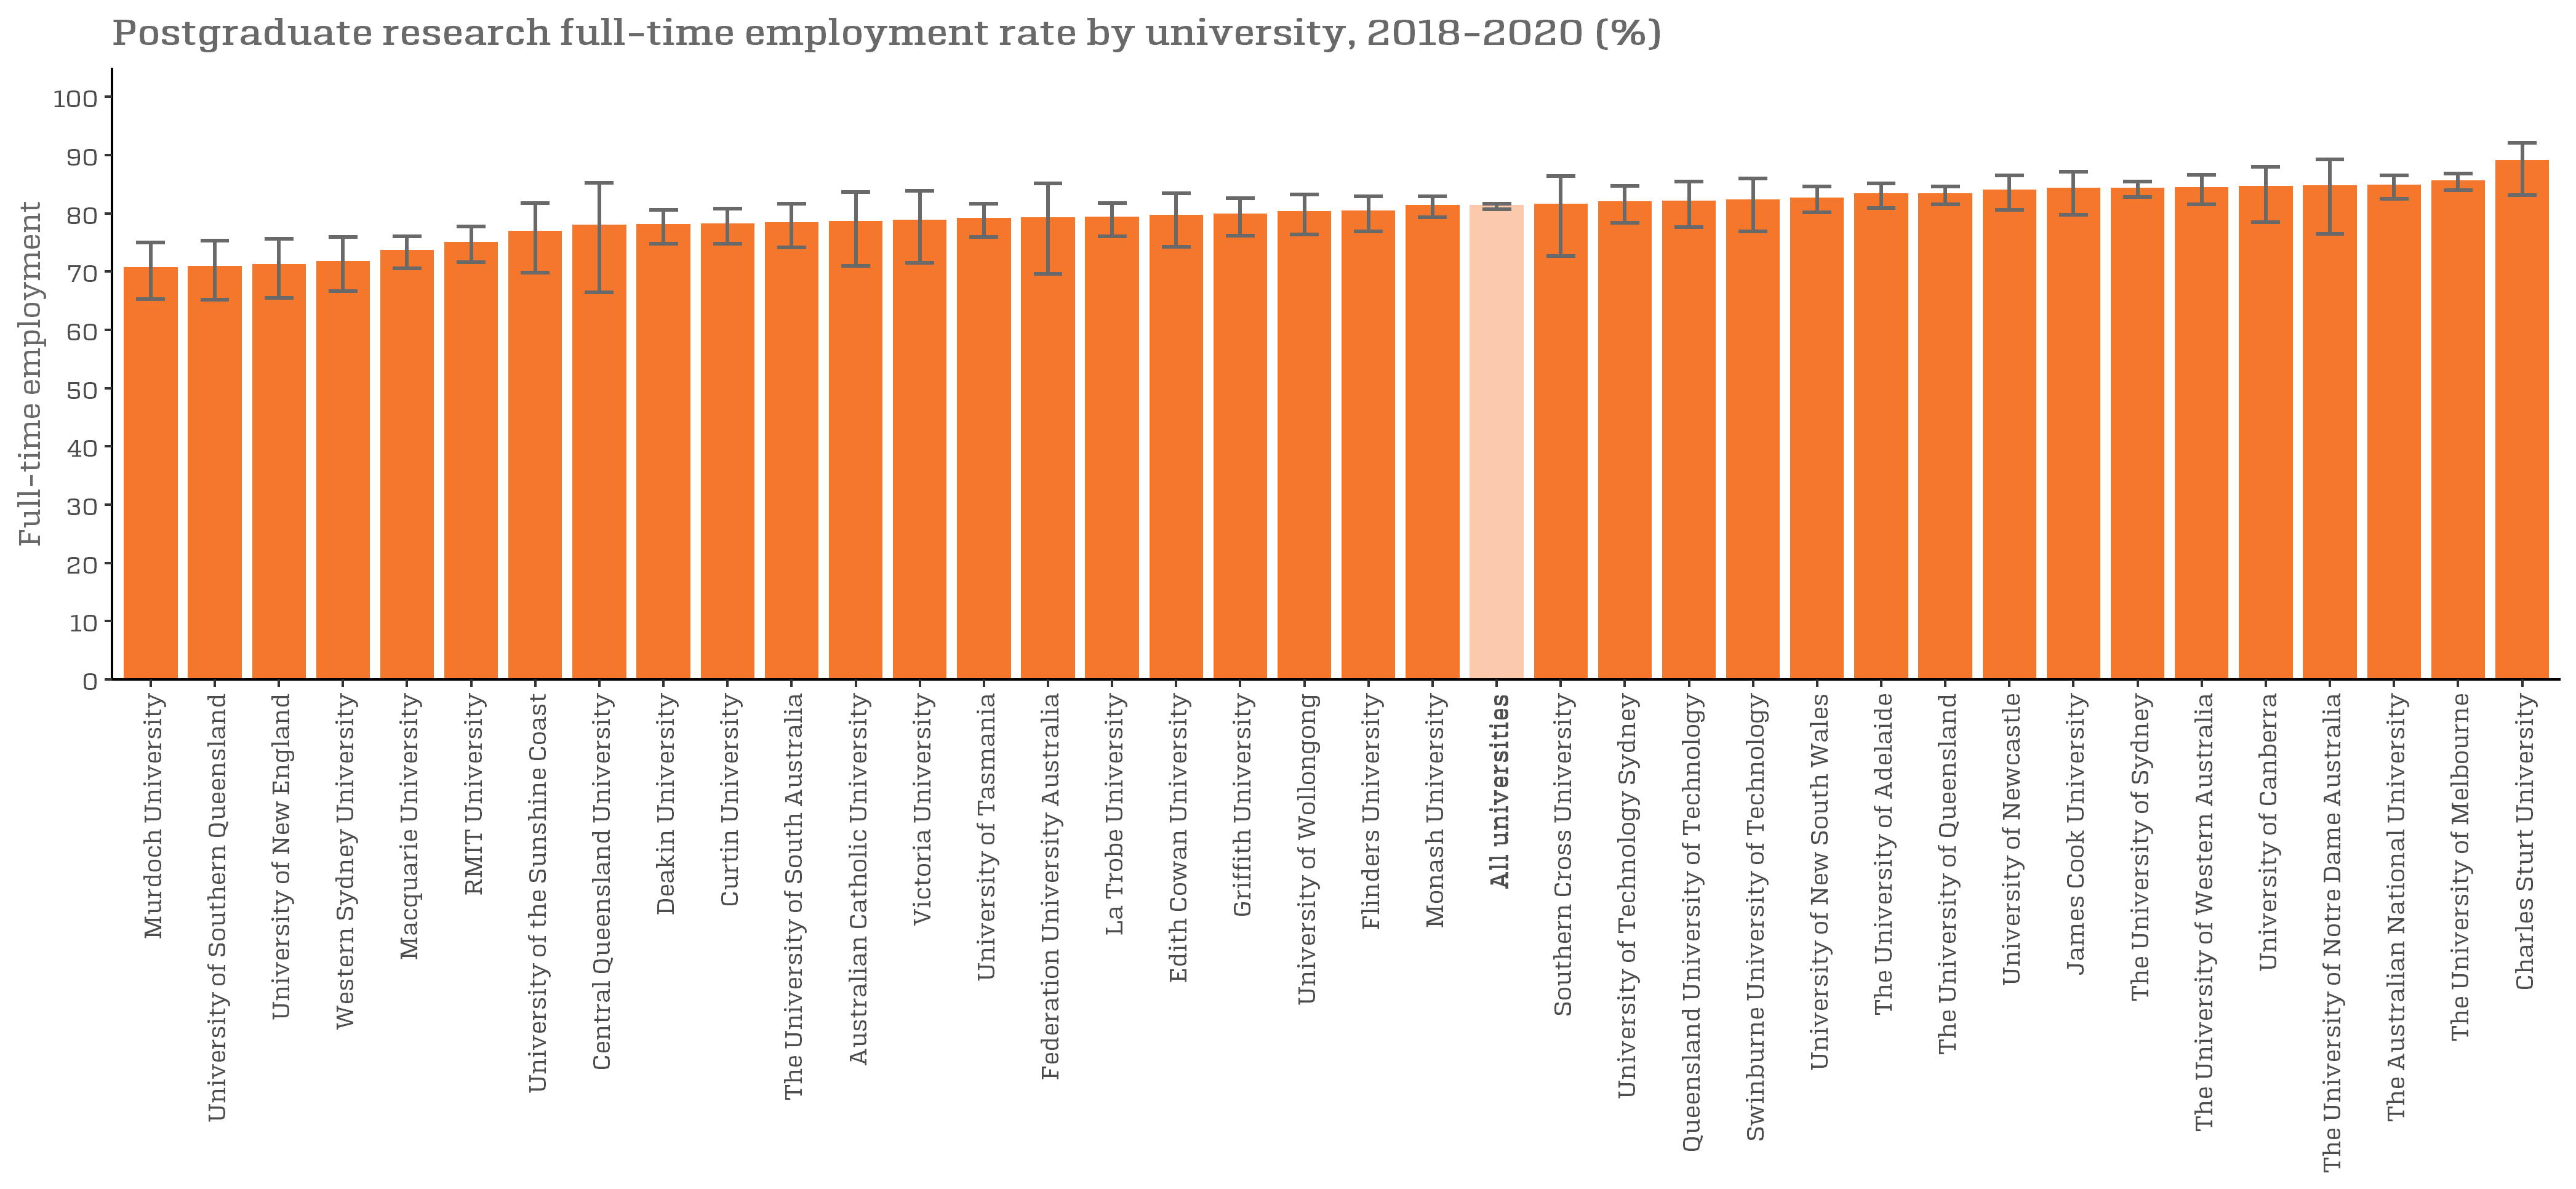 Postgraduate research full-time employment rate by university, 2018-2020 (%)
Full-time employment
100
90
80
70
60
50
40
30
20
10
0
Murdoch University
University of Southern Queensland
University of New England
Western Sydney University
Macquarie University
RMIT University
University of the Sunshine Coast
Central Queensland University
Deakin University
Curtin University
The University of South Australia
Australian Catholic University
Victoria University
University of Tasmania
Federation University Australia
La Trobe University
Edith Cowan University
Griffith University
University of Wollongong
Flinders University
Monash University
All universities
Southern Cross University
University of Technology Sydney
Queensland University of Technology
Swinburne University of Technology
University of New South Wales
The University of Adelaide
The University of Queensland
University of Newcastle
James Cook University
The University of Sydney
The University of Western Australia
University of Canberra
The University of Notre Dame Australia
The Australian National University
The University of Melbourne
Charles Sturt University